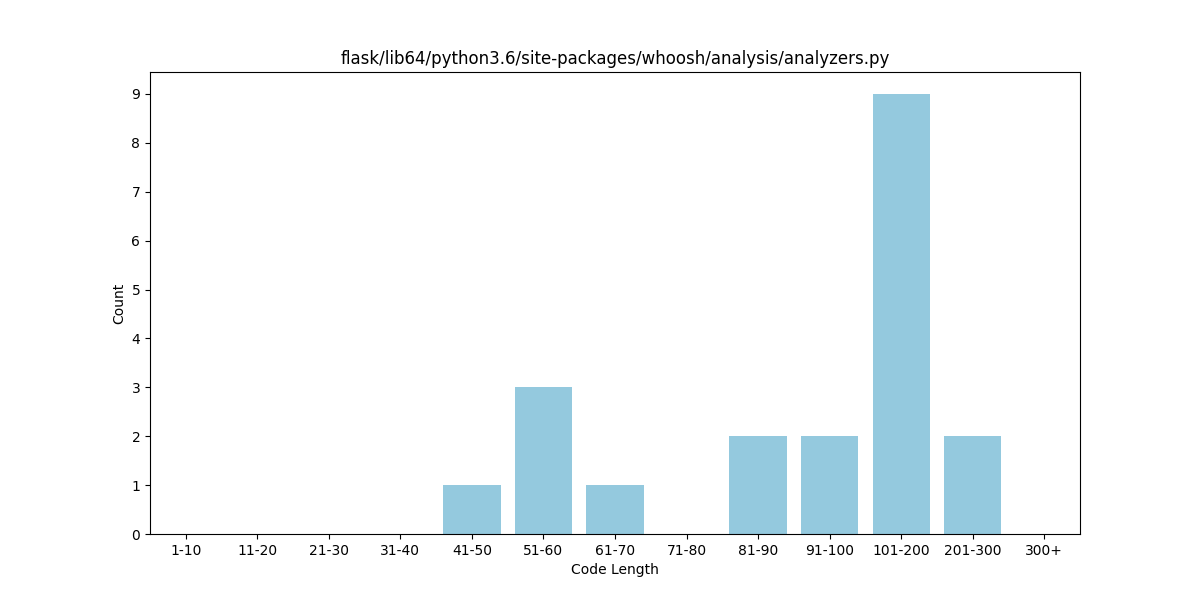 flask/lib64/python3.6/site-packages/whoosh/analysis/analyzers.py
9
8
7
6
5
4
3
2
1
0
Count
1-10 11-20 21-30 31-40 41-50 51-60 61-70 71-80 81-90 91-100 101-200 201-300 300+
Code Length